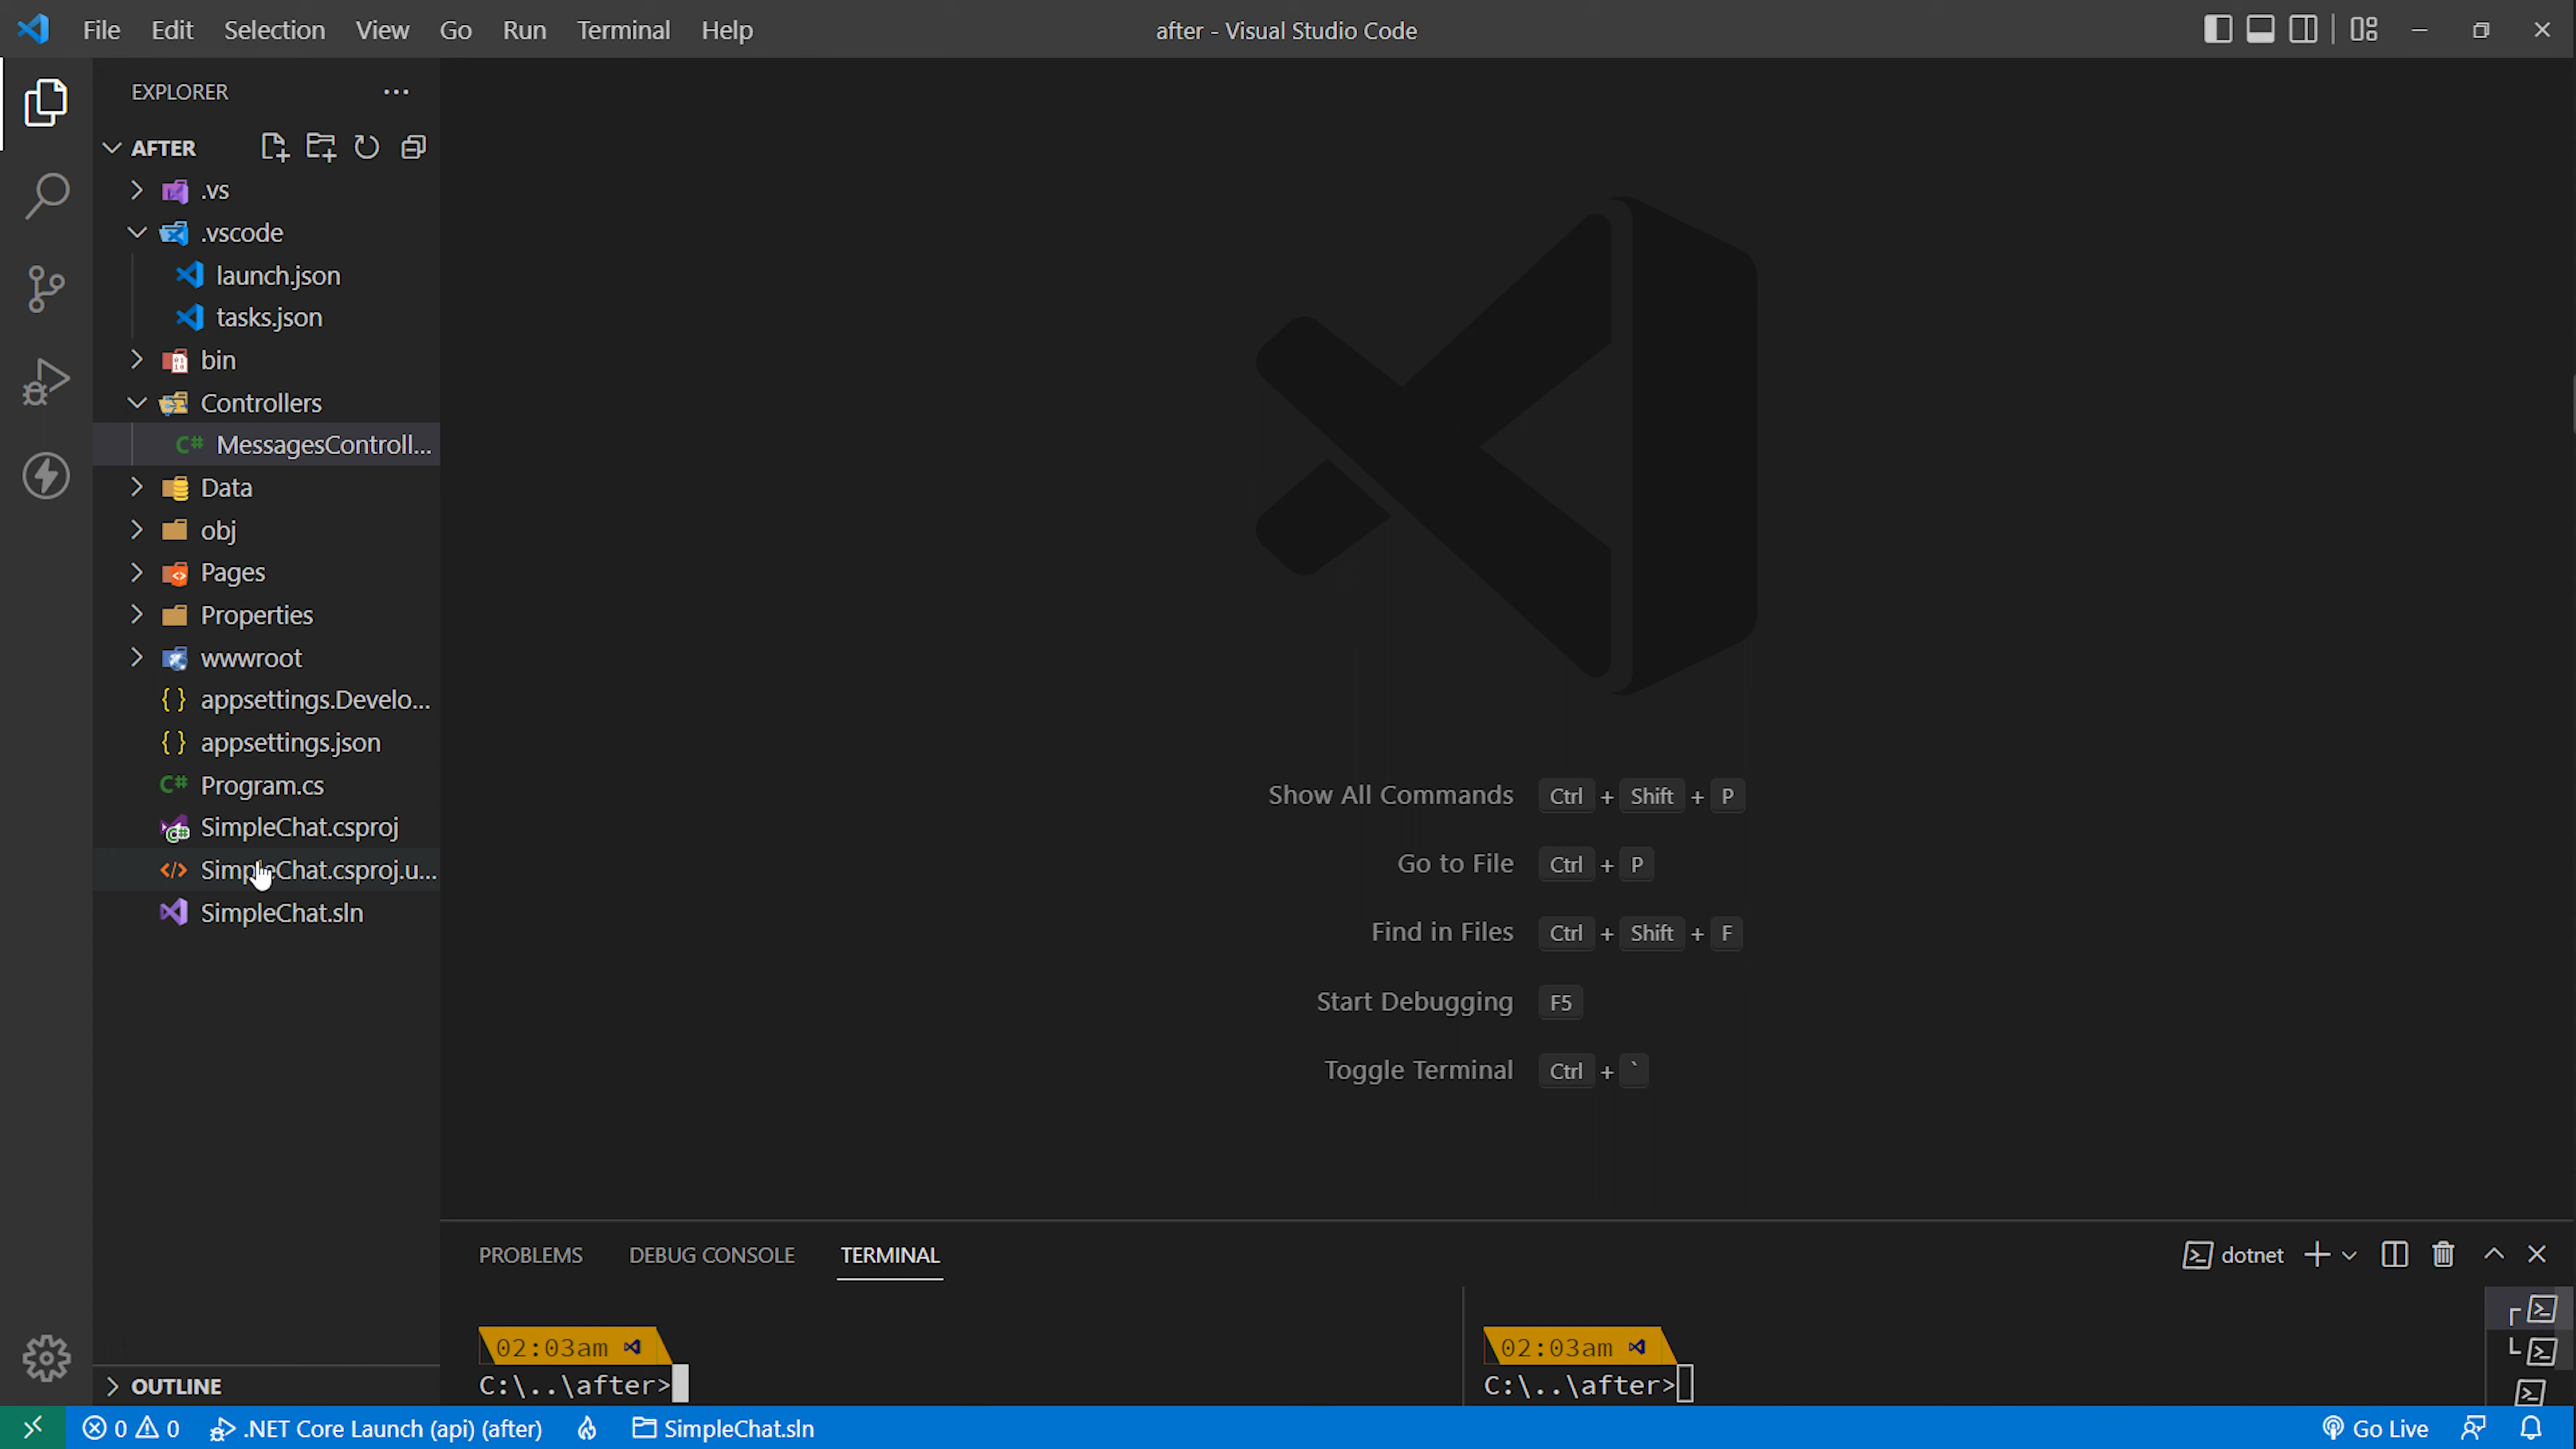 File Edit Selection View Go Run Terminal Help
after - Visual Studio Code
EXPLORER
AFTER
.vs
.vscode
launch.json
tasks.json
bin
Controllers
C# MessagesControll...
Data
obj
Pages
Properties
wwwroot
{ } appsettings.Develo...
{ } appsettings.json
C# Program.cs
SimpleChat.csproj
SimpleChat.csproj.u...
SimpleChat.sln
Show All Commands Ctrl + Shift + P
Go to File Ctrl + P
Find in Files Ctrl + Shift + F
Start Debugging F5
Toggle Terminal Ctrl + `
PROBLEMS DEBUG CONSOLE TERMINAL
dotnet
02:03am
C:\..\after>
02:03am
C:\..\after>
OUTLINE
0 0 .NET Core Launch (api) (after) SimpleChat.sln Go Live